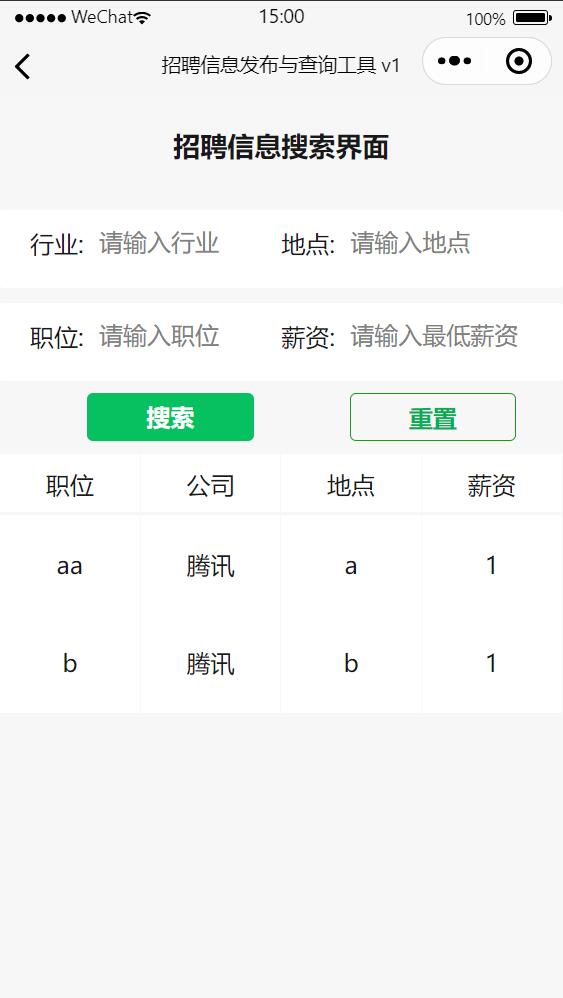 ●●●●● WeChat 15:00 100%
招聘信息发布与查询工具 v1
招聘信息搜索界面
行业: 请输入行业 地点: 请输入地点
职位: 请输入职位 薪资: 请输入最低薪资
搜索 重置
职位 公司 地点 薪资
aa 腾讯 a 1
b 腾讯 b 1